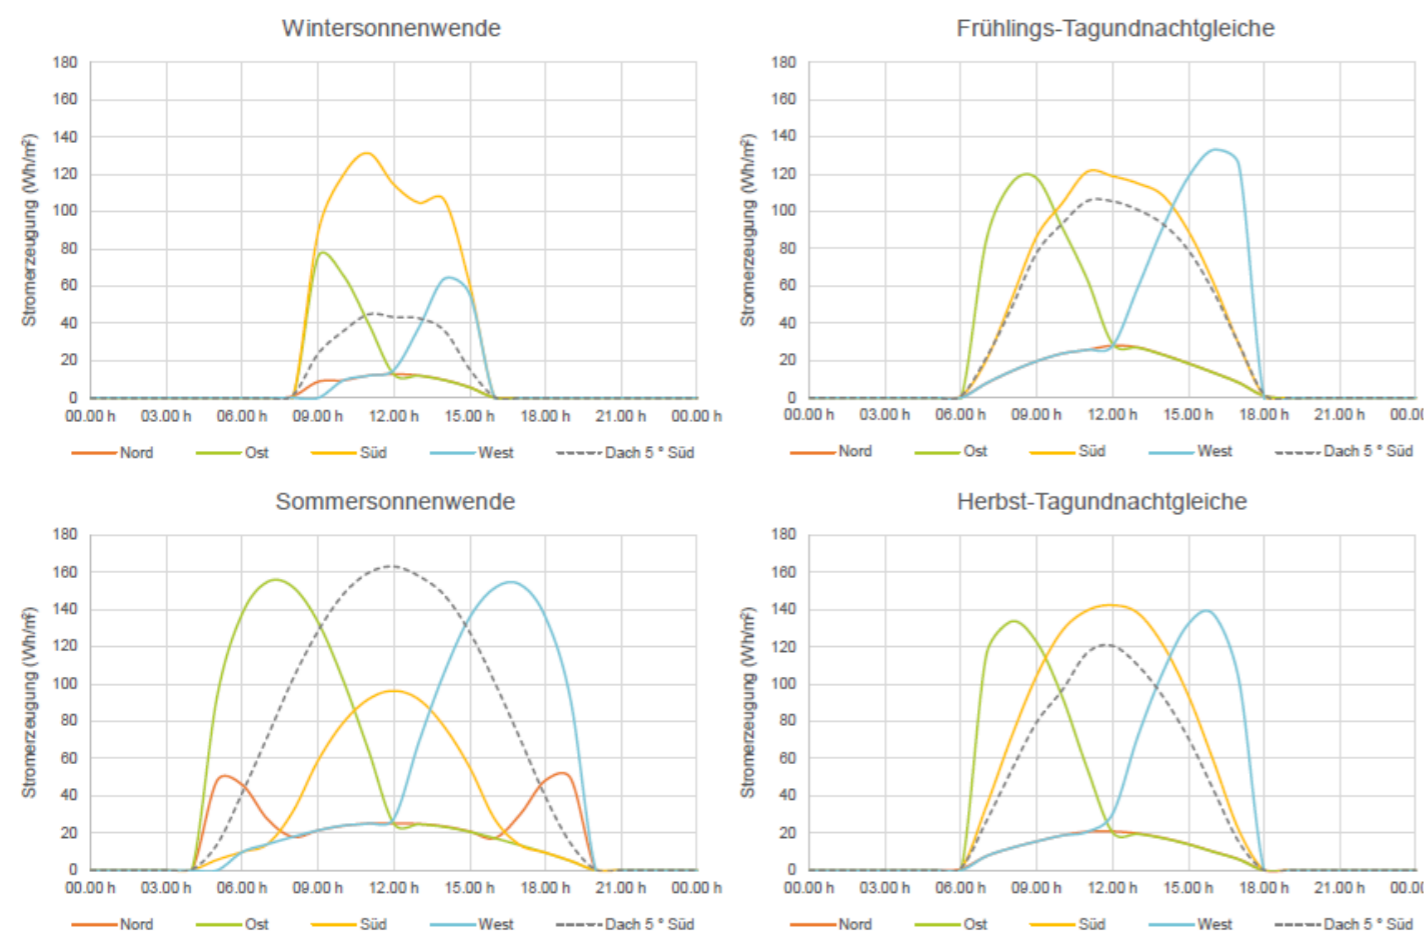 Wintersonnenwende
Stromerzeugung (Wh/m²)
180
160
140
120
100
80
60
40
20
0
00.00 h 03.00 h 06.00 h 09.00 h 12.00 h 15.00 h 18.00 h 21.00 h 00.00 h
Nord Ost Süd West Dach 5 ° Süd
Frühlings-Tagundnachtgleiche
Stromerzeugung (Wh/m²)
180
160
140
120
100
80
60
40
20
0
00.00 h 03.00 h 06.00 h 09.00 h 12.00 h 15.00 h 18.00 h 21.00 h 00.00
Nord Ost Süd West Dach 5 ° Süd
Sommersonnenwende
Stromerzeugung (Wh/m²)
180
160
140
120
100
80
60
40
20
0
00.00 h 03.00 h 06.00 h 09.00 h 12.00 h 15.00 h 18.00 h 21.00 h 00.00 h
Nord Ost Süd West Dach 5 ° Süd
Herbst-Tagundnachtgleiche
Stromerzeugung (Wh/m²)
180
160
140
120
100
80
60
40
20
0
00.00 h 03.00 h 06.00 h 09.00 h 12.00 h 15.00 h 18.00 h 21.00 h 00.00
Nord Ost Süd West Dach 5 ° Süd